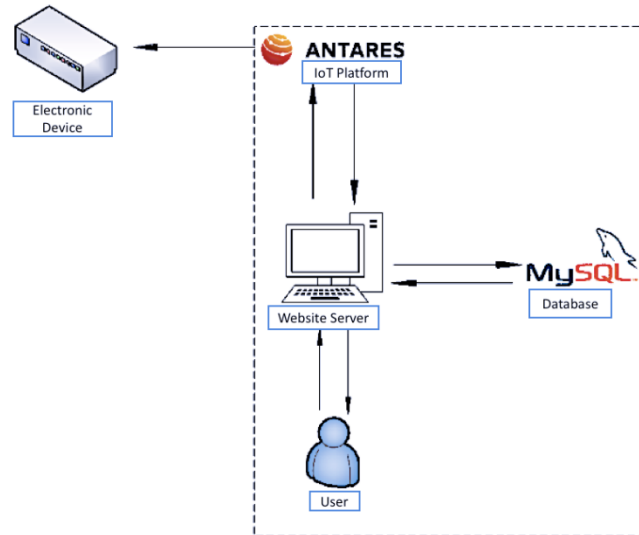 ANTARES
IoT Platform
Electronic
Device
MySQL
Database
Website Server
User